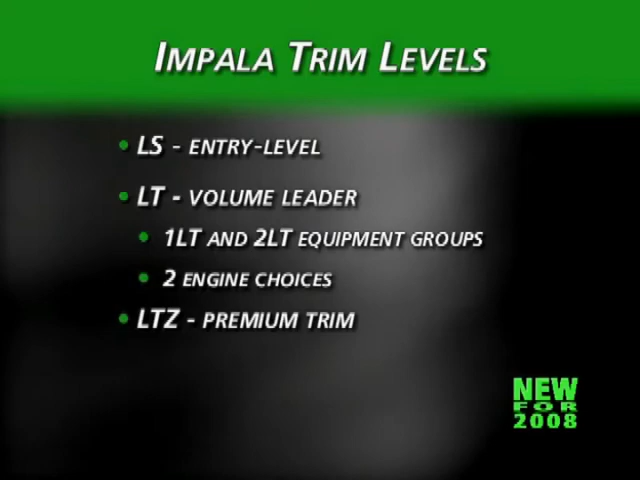 IMPALA TRIM LEVELS
• LS - ENTRY-LEVEL
• LT - VOLUME LEADER
• 1LT AND 2LT EQUIPMENT GROUPS
• 2 ENGINE CHOICES
• LTZ - PREMIUM TRIM
NEW
FOR
2008